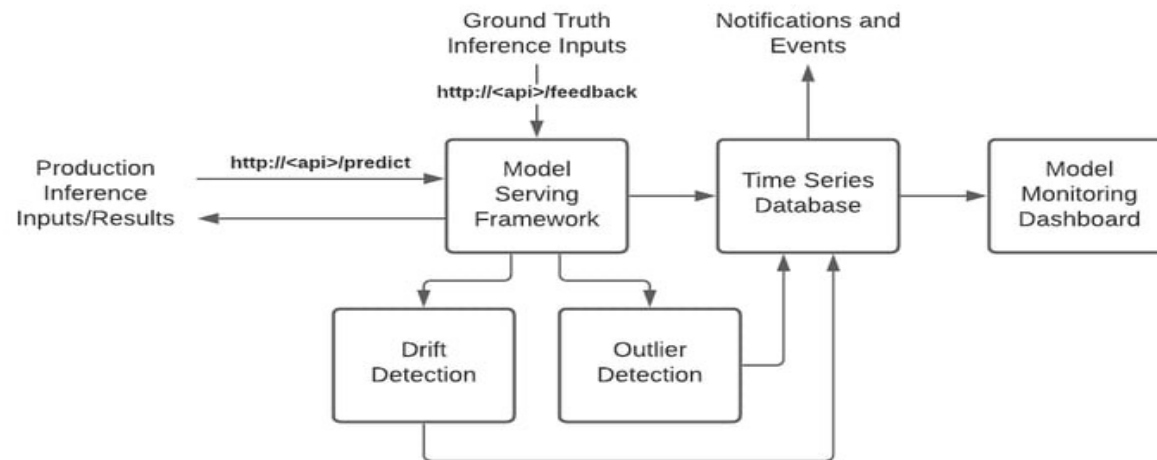 Ground Truth
Inference Inputs
http://<api>/feedback
Notifications and
Events
Production
Inference
Inputs/Results
http://<api>/predict
Model
Serving
Framework
Time Series
Database
Model
Monitoring
Dashboard
Drift
Detection
Outlier
Detection